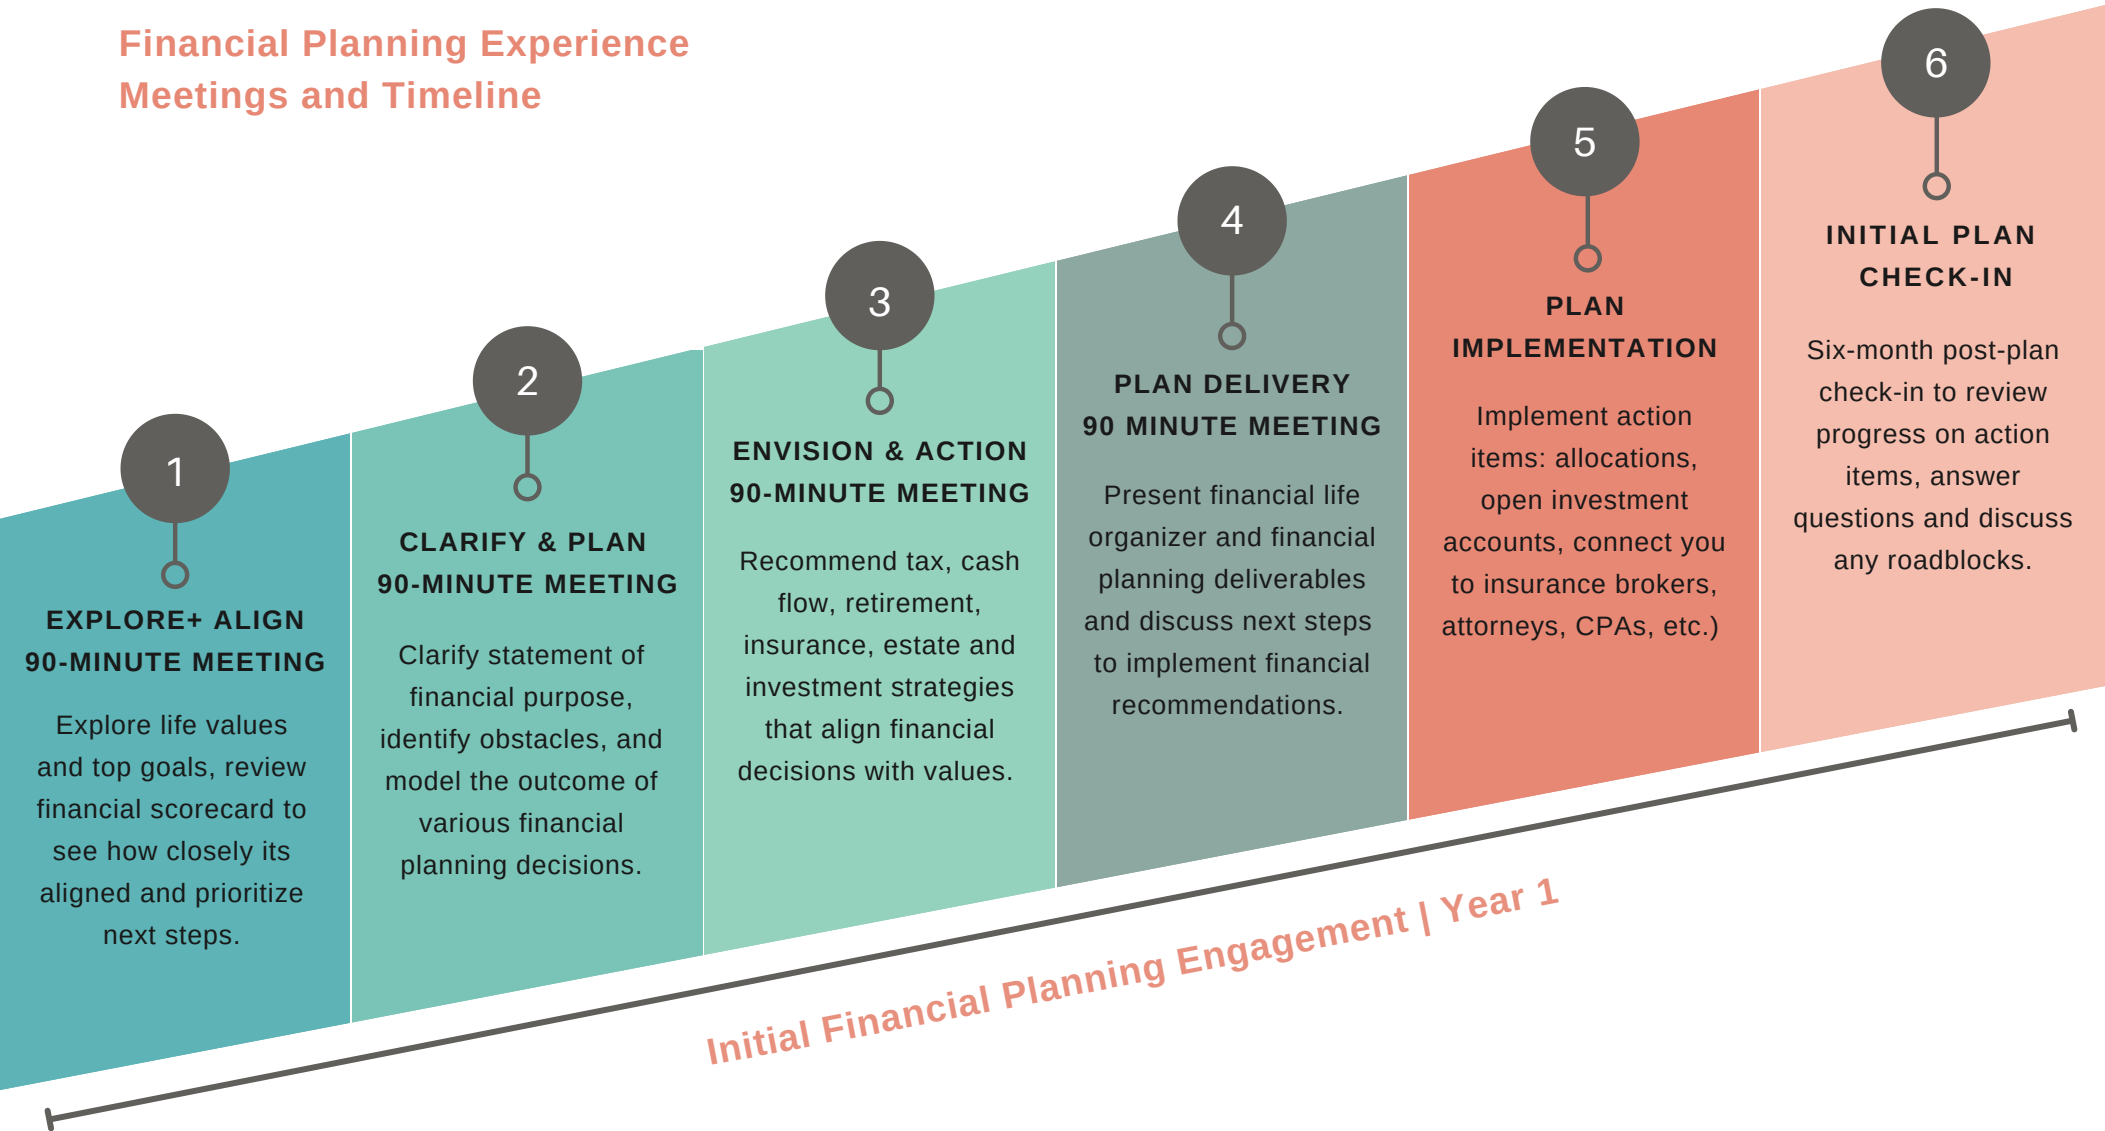 Financial Planning Experience
Meetings and Timeline
1
EXPLORE+ ALIGN
90-MINUTE MEETING
Explore life values
and top goals, review
financial scorecard to
see how closely its
aligned and prioritize
next steps.
2
CLARIFY & PLAN
90-MINUTE MEETING
Clarify statement of
financial purpose,
identify obstacles, and
model the outcome of
various financial
planning decisions.
3
ENVISION & ACTION
90-MINUTE MEETING
Recommend tax, cash
flow, retirement,
insurance, estate and
investment strategies
that align financial
decisions with values.
4
PLAN DELIVERY
90 MINUTE MEETING
Present financial life
organizer and financial
planning deliverables
and discuss next steps
to implement financial
recommendations.
5
PLAN
IMPLEMENTATION
Implement action
items: allocations,
open investment
accounts, connect you
to insurance brokers,
attorneys, CPAs, etc.)
6
INITIAL PLAN
CHECK-IN
Six-month post-plan
check-in to review
progress on action
items, answer
questions and discuss
any roadblocks.
Initial Financial Planning Engagement | Year 1